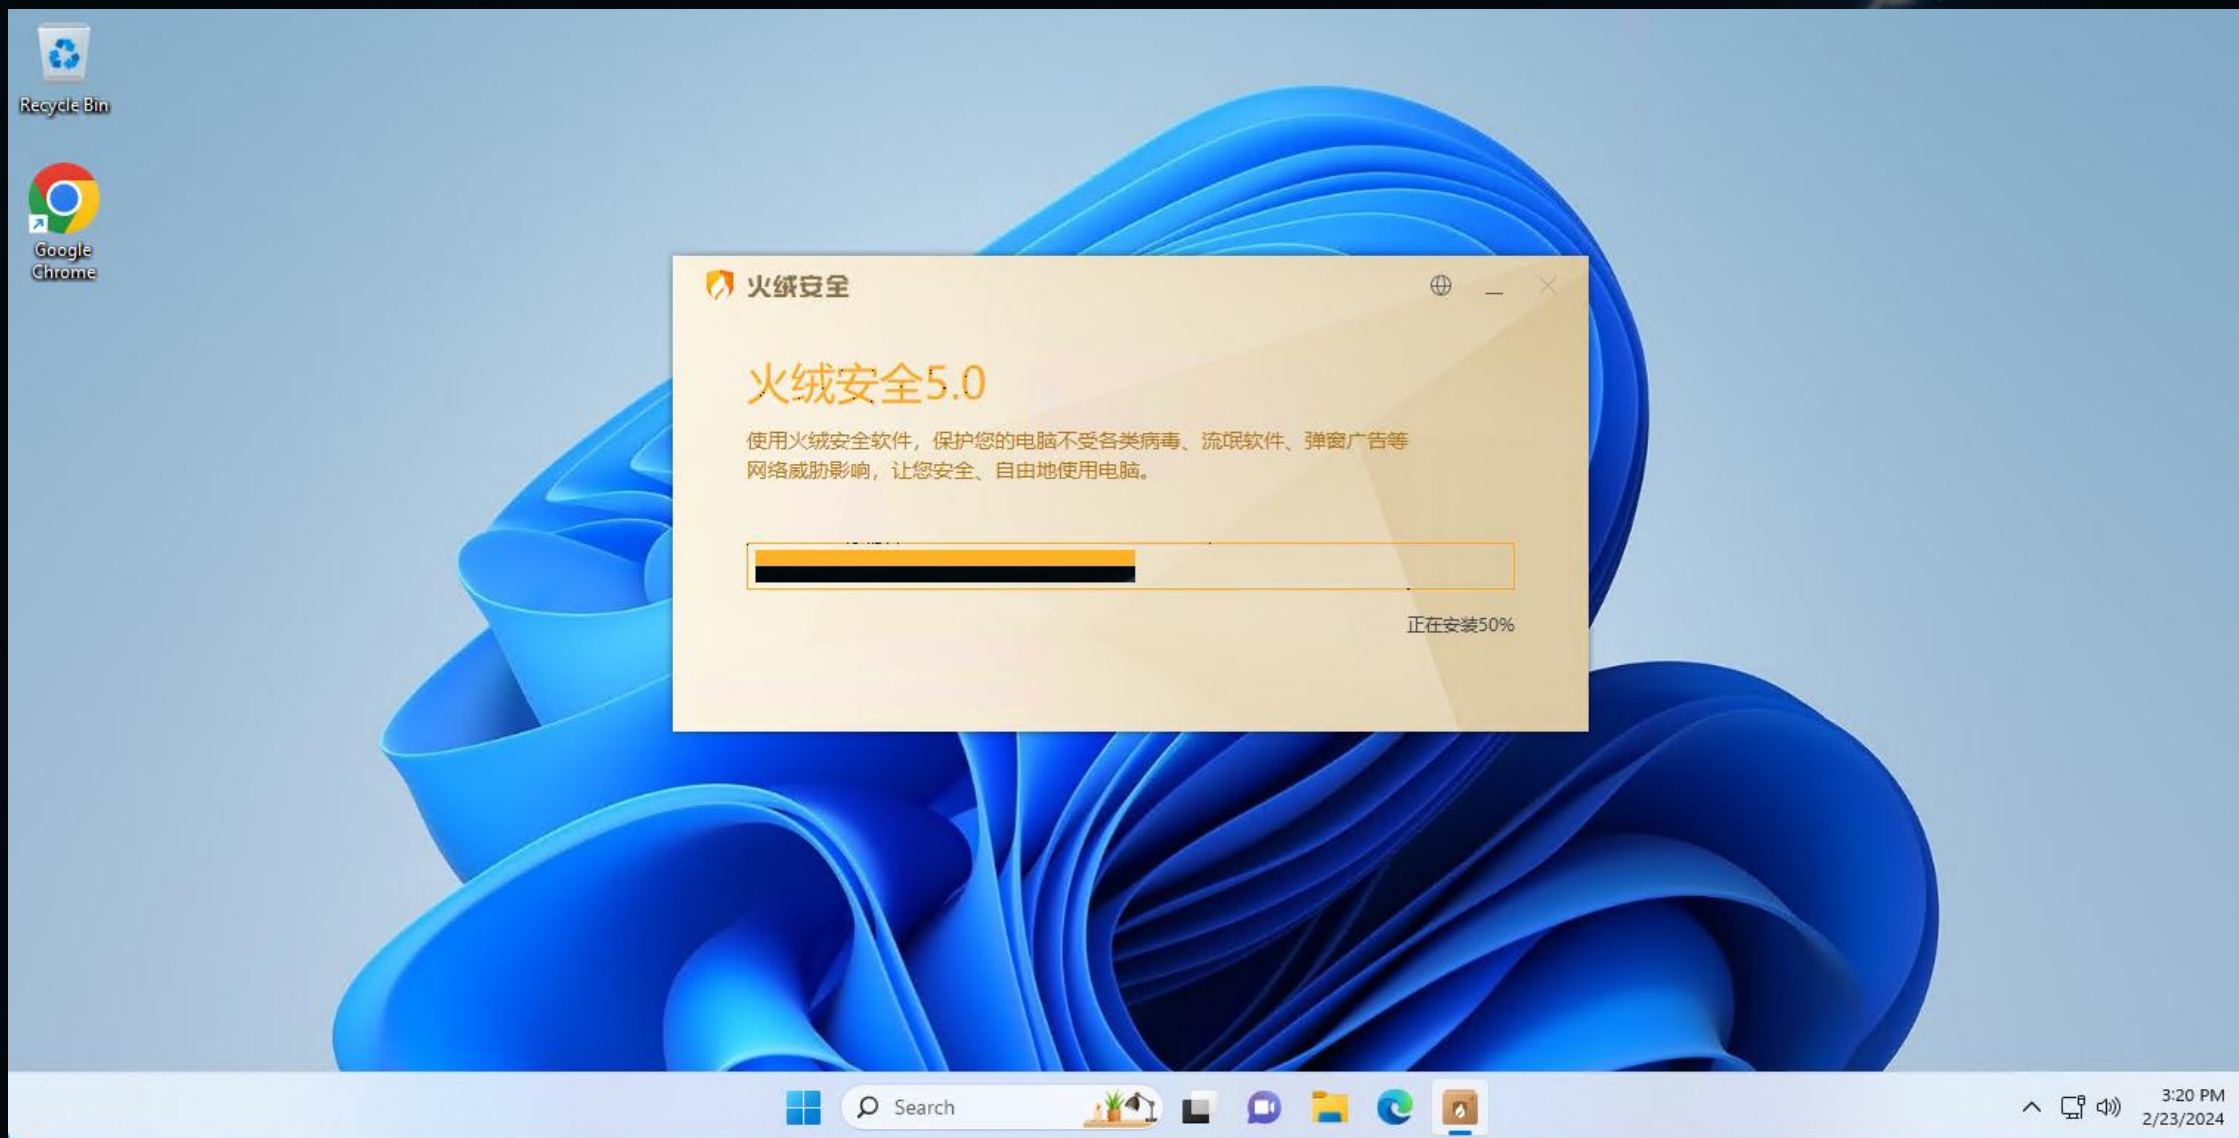 Recycle Bin
Google
Chrome
火绒安全
火绒安全5.0
使用火绒安全软件，保护您的电脑不受各类病毒、流氓软件、弹窗广告等
网络威胁影响，让您安全、自由地使用电脑。
正在安装50%
Search
3:20 PM
2/23/2024